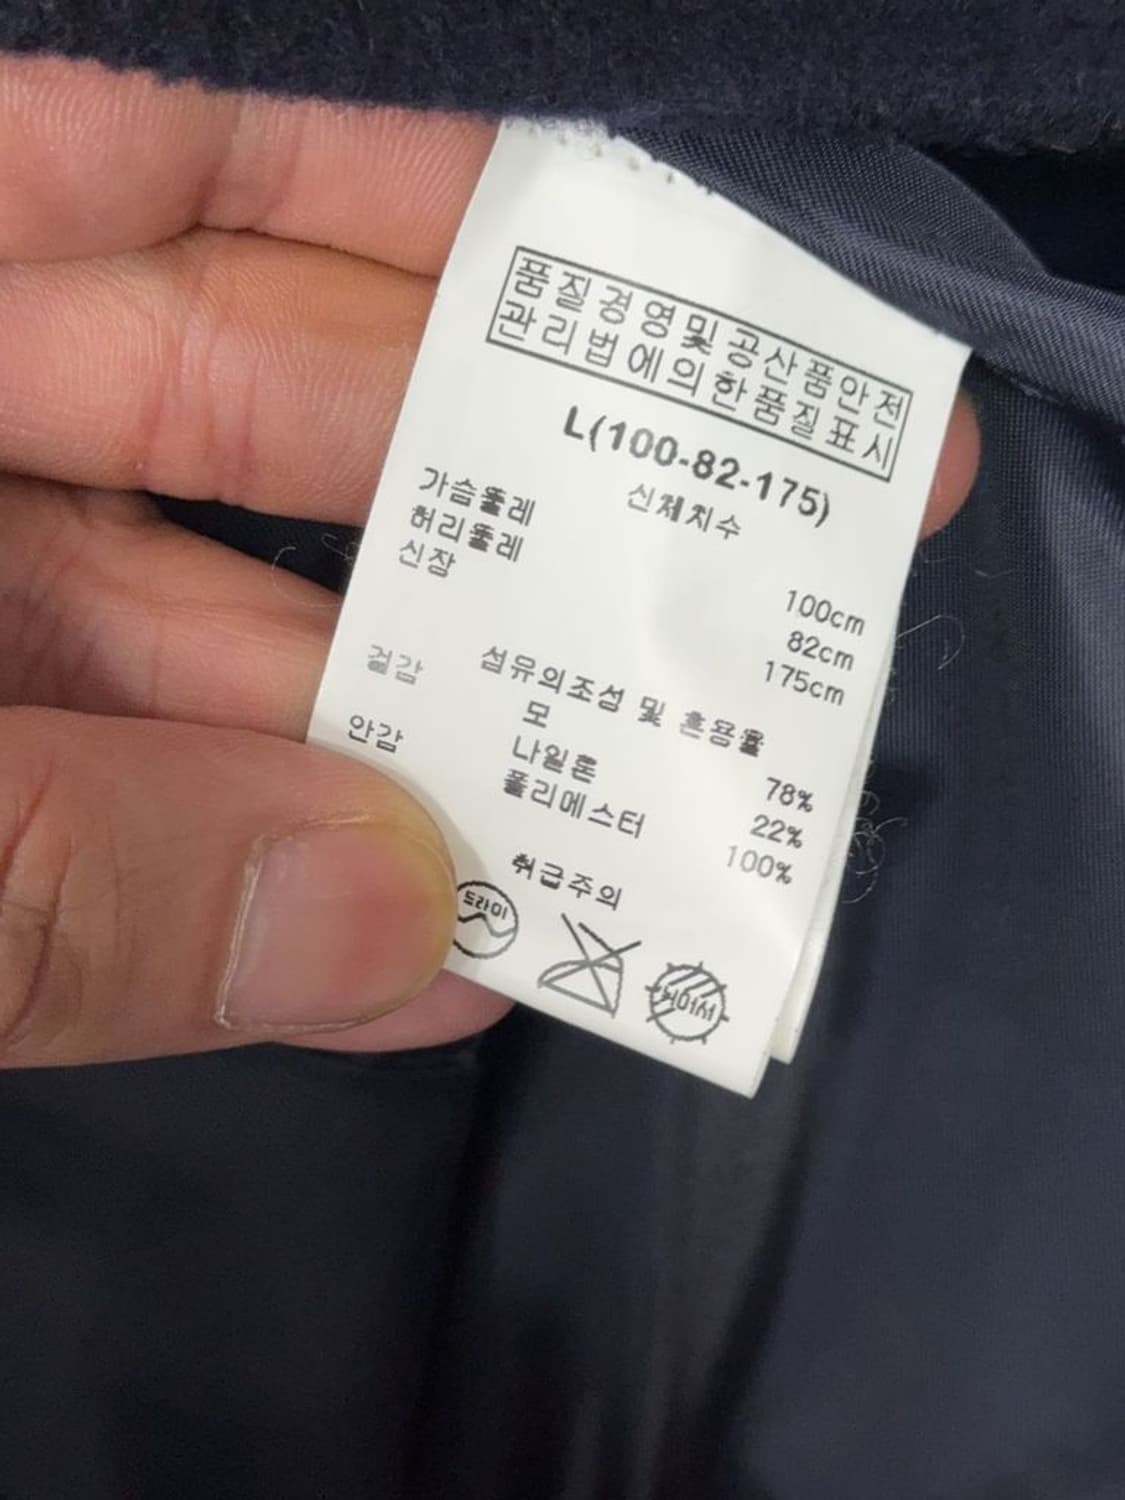 품질경영및공산품안전
관리법에의한품질표시
L(100-82-175)
신체치수
가슴둘레 100cm
허리둘레 82cm
신장 175cm
섬유의조성 및 혼용율
겉감 모 78%
나일론 22%
안감 폴리에스터 100%
취급주의
드라이